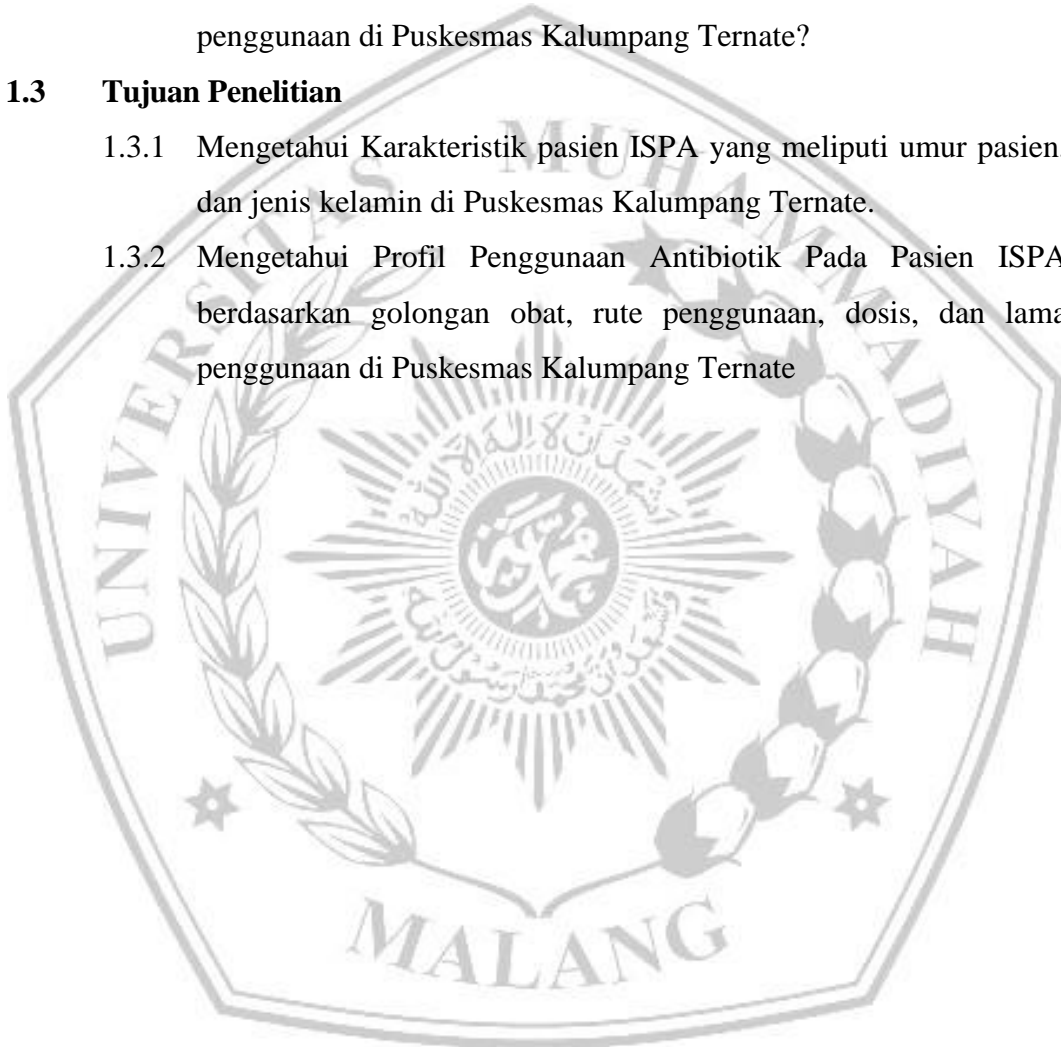 penggunaan di Puskesmas Kalumpang Ternate?
1.3 Tujuan Penelitian
1.3.1 Mengetahui Karakteristik pasien ISPA yang meliputi umur pasien
dan jenis kelamin di Puskesmas Kalumpang Ternate.
1.3.2 Mengetahui Profil Penggunaan Antibiotik Pada Pasien ISPA
berdasarkan golongan obat, rute penggunaan, dosis, dan lama
penggunaan di Puskesmas Kalumpang Ternate
UNIVERSITAS MUHAMMADIYAH
MALANG